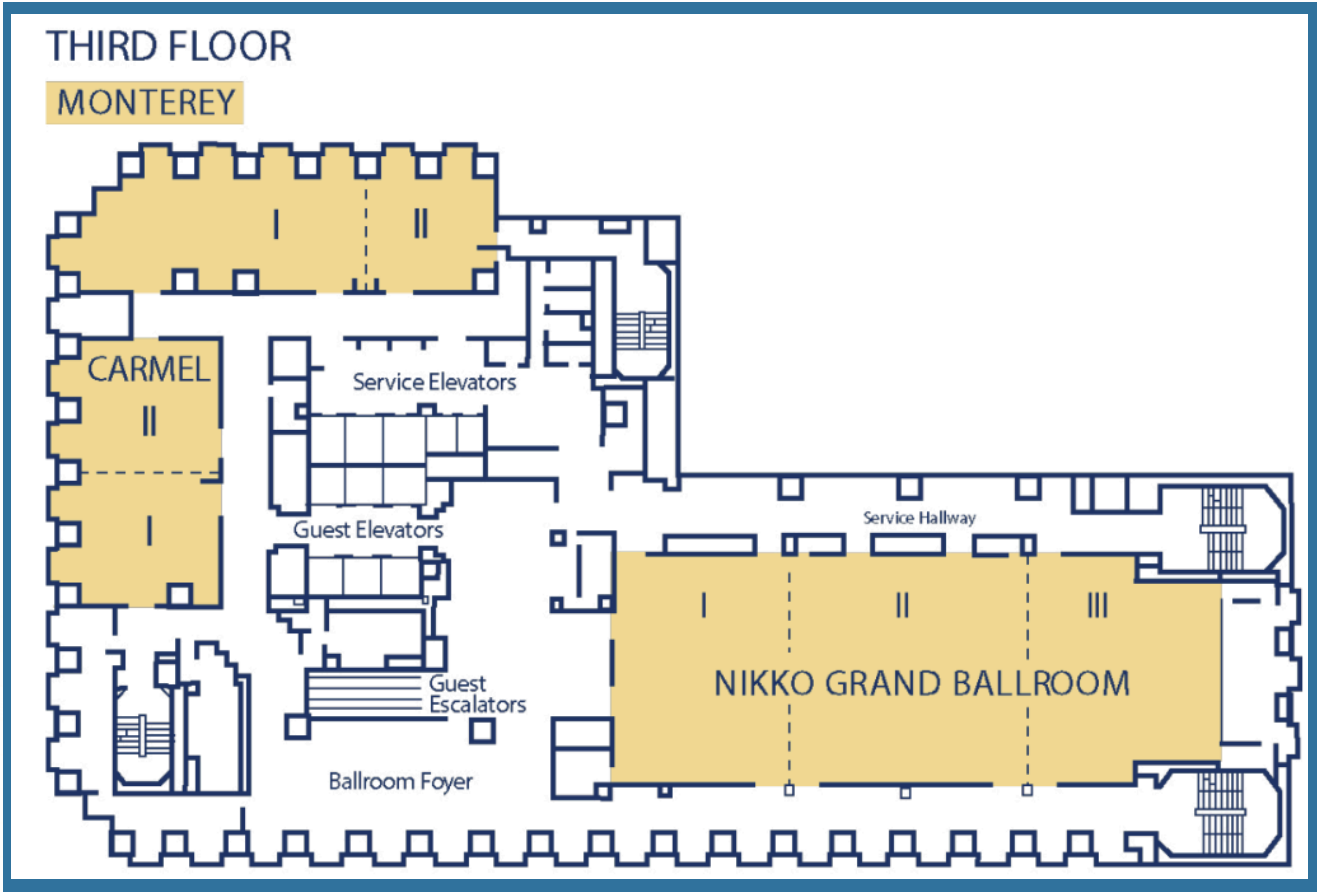 THIRD FLOOR
MONTEREY
I
II
CARMEL
II
I
Service Elevators
Guest Elevators
Guest
Escalators
Ballroom Foyer
Service Hallway
I
II
III
NIKKO GRAND BALLROOM